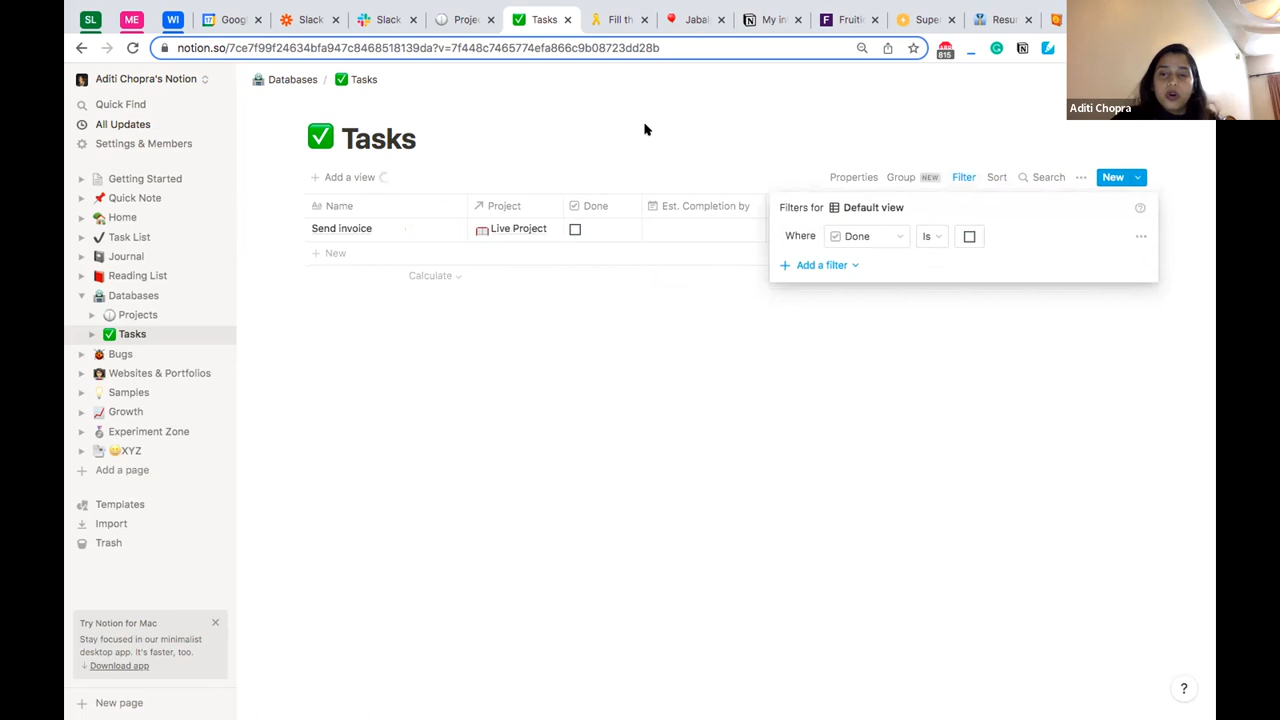 SL
ME
WI
Goog
Slack
Slack
Proje
Tasks
Fill th
Jabal
My in
Fruiti
Supe
Resur
notion.so/7ce7f99f24634bfa947c8468518139da?v=7f448c7465774efa866c9b08723dd28b
815
Aditi Chopra
Aditi Chopra's Notion
Quick Find
All Updates
Settings & Members
Getting Started
Quick Note
Home
Task List
Journal
Reading List
Databases
Projects
Tasks
Bugs
Websites & Portfolios
Samples
Growth
Experiment Zone
XYZ
Add a page
Templates
Import
Trash
Try Notion for Mac
Stay focused in our minimalist
desktop app. It's faster, too.
Download app
New page
Databases / Tasks
Tasks
Add a view
Properties Group NEW Filter Sort Search New
Name Project Done Est. Completion by
Send invoice Live Project
New
Calculate
Filters for Default view
Where Done Is
Add a filter
?